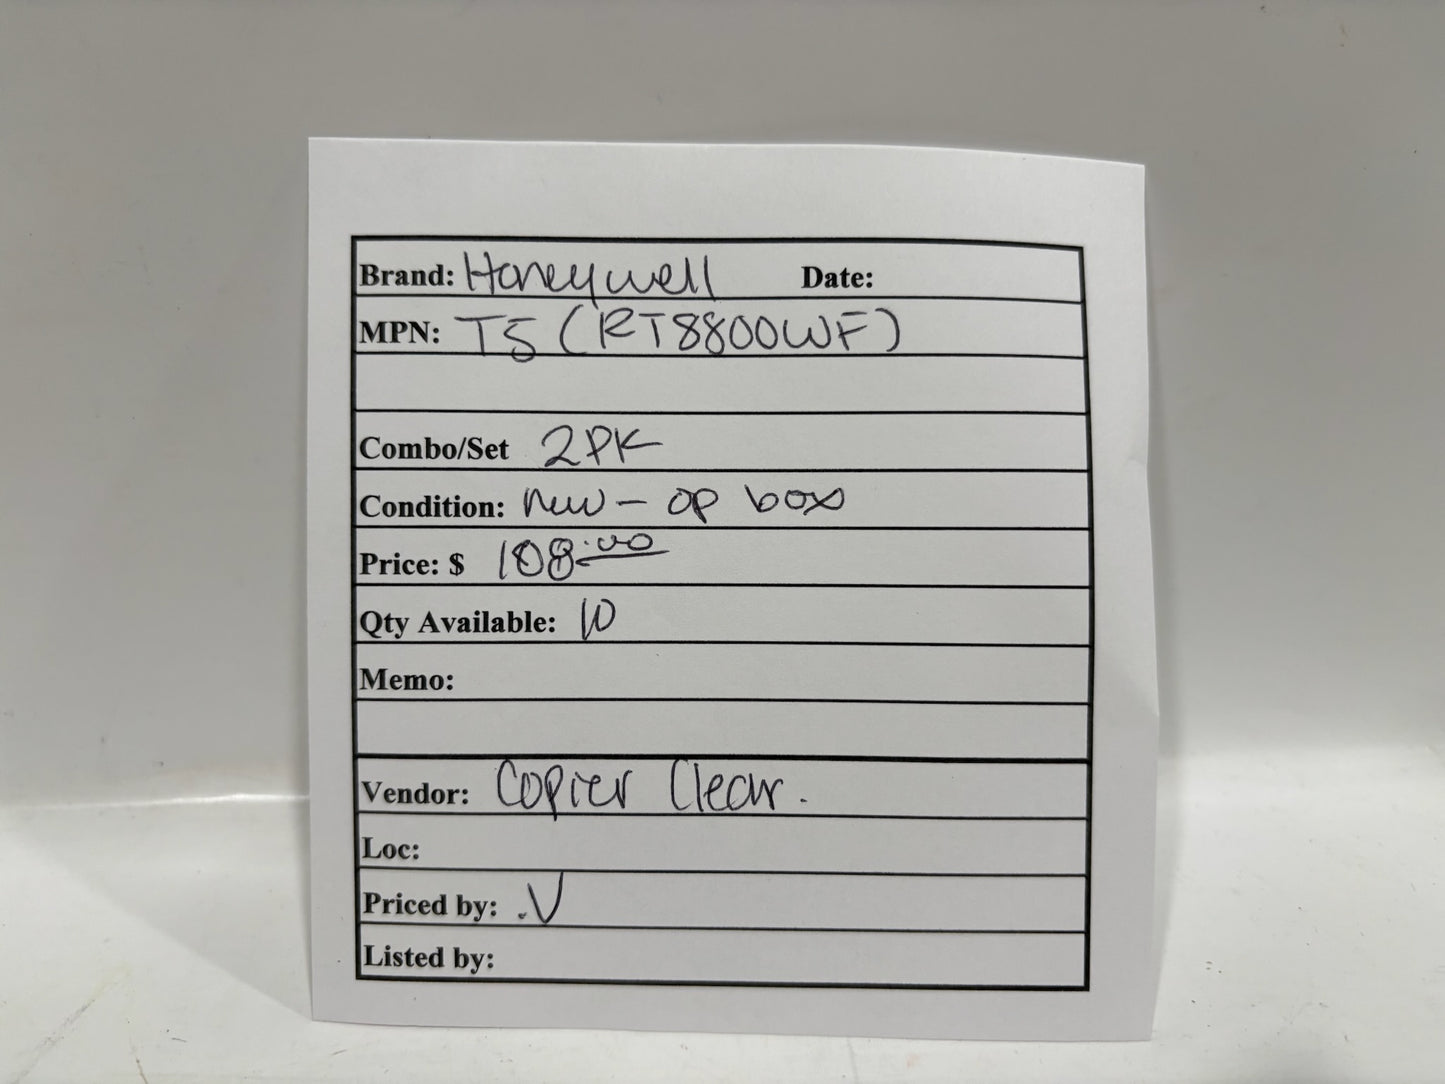 Brand: Honeywell Date:
MPN: T5 (RT8800WF)
Combo/Set 2PK
Condition: new - op box
Price: $ 108.00
Qty Available: 10
Memo:
Vendor: Copier Clear.
Loc:
Priced by: .V
Listed by: